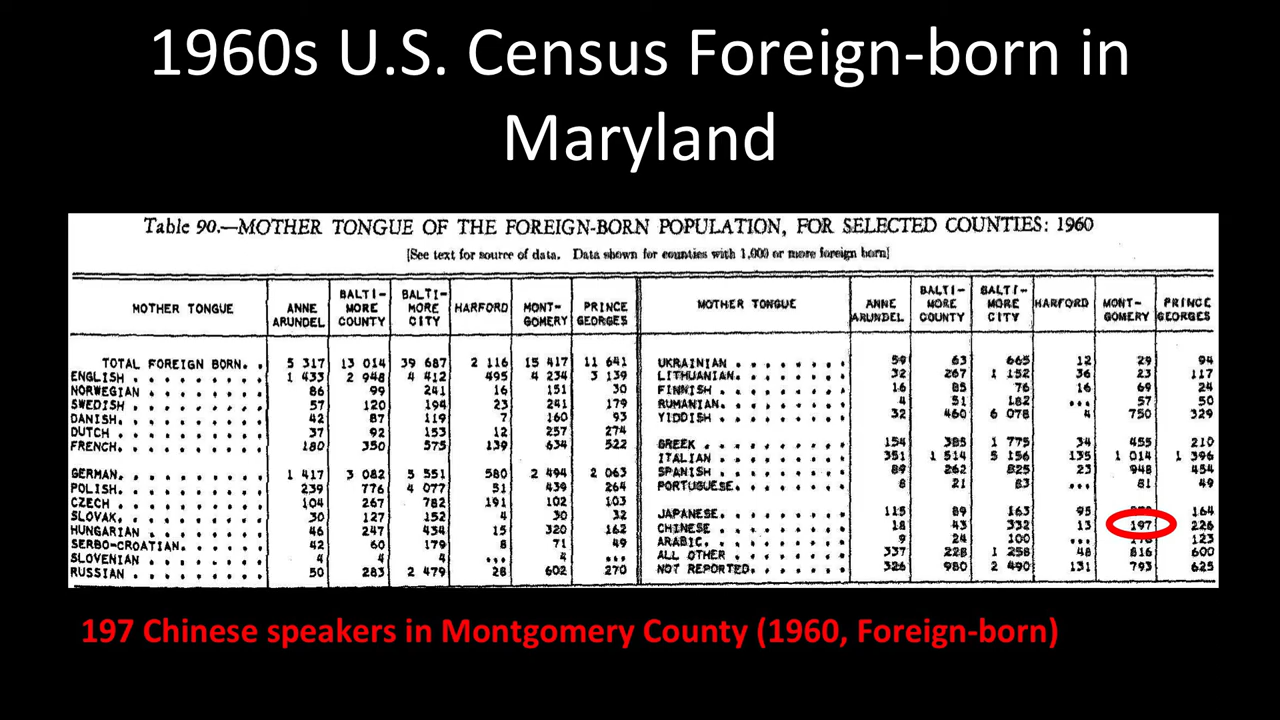 1960s U.S. Census Foreign-born in
Maryland
Table 90.—MOTHER TONGUE OF THE FOREIGN-BORN POPULATION, FOR SELECTED COUNTIES: 1960
[See text for source of data. Data shown for counties with 1,000 or more foreign born]
MOTHER TONGUE ANNE ARUNDEL BALTI-MORE COUNTY BALTI-MORE CITY HARFORD MONT-GOMERY PRINCE GEORGES MOTHER TONGUE ANNE ARUNDEL BALTI-MORE COUNTY BALTI-MORE CITY HARFORD MONT-GOMERY PRINCE GEORGES
TOTAL FOREIGN BORN. . 5 317 13 014 39 687 2 116 15 417 11 641
ENGLISH . . . . . . . . . 1 433 2 948 4 412 495 4 234 3 139
NORWEGIAN . . . . . . . . 86 99 241 16 151 30
SWEDISH . . . . . . . . . 57 120 194 23 241 179
DANISH. . . . . . . . . . 42 87 119 7 160 93
DUTCH . . . . . . . . . . 37 92 153 12 257 274
FRENCH. . . . . . . . . . 180 350 575 139 634 522
GERMAN. . . . . . . . . . 1 417 3 082 5 551 580 2 494 2 063
POLISH. . . . . . . . . . 239 776 4 077 51 439 264
CZECH . . . . . . . . . . 104 267 782 191 102 103
SLOVAK. . . . . . . . . . 30 127 152 4 30 32
HUNGARIAN . . . . . . . . 46 247 434 15 320 162
SERBO-CROATIAN. . . . . . 42 60 179 8 71 49
SLOVENIAN . . . . . . . . 4 4 4 ... 4 ...
RUSSIAN . . . . . . . . . 50 283 2 479 28 602 270
UKRAINIAN . . . . . . . . 59 63 665 12 29 94
LITHUANIAN. . . . . . . . 32 267 1 152 36 23 117
FINNISH . . . . . . . . . 16 85 76 16 69 24
RUMANIAN. . . . . . . . . 4 51 182 ... 57 50
YIDDISH . . . . . . . . . 32 460 6 078 4 750 329
GREEK . . . . . . . . . . 154 385 1 775 34 455 210
ITALIAN . . . . . . . . . 351 1 514 5 156 135 1 014 1 396
SPANISH . . . . . . . . . 89 262 825 23 948 454
PORTUGUESE. . . . . . . . 8 21 83 ... 81 49
JAPANESE. . . . . . . . . 115 89 163 95 164
CHINESE . . . . . . . . . 18 43 332 13 197 226
ARABIC. . . . . . . . . . 9 24 100 ... 123
ALL OTHER . . . . . . . . 337 228 1 258 48 816 600
NOT REPORTED. . . . . . . 326 980 2 490 131 793 625
197 Chinese speakers in Montgomery County (1960, Foreign-born)